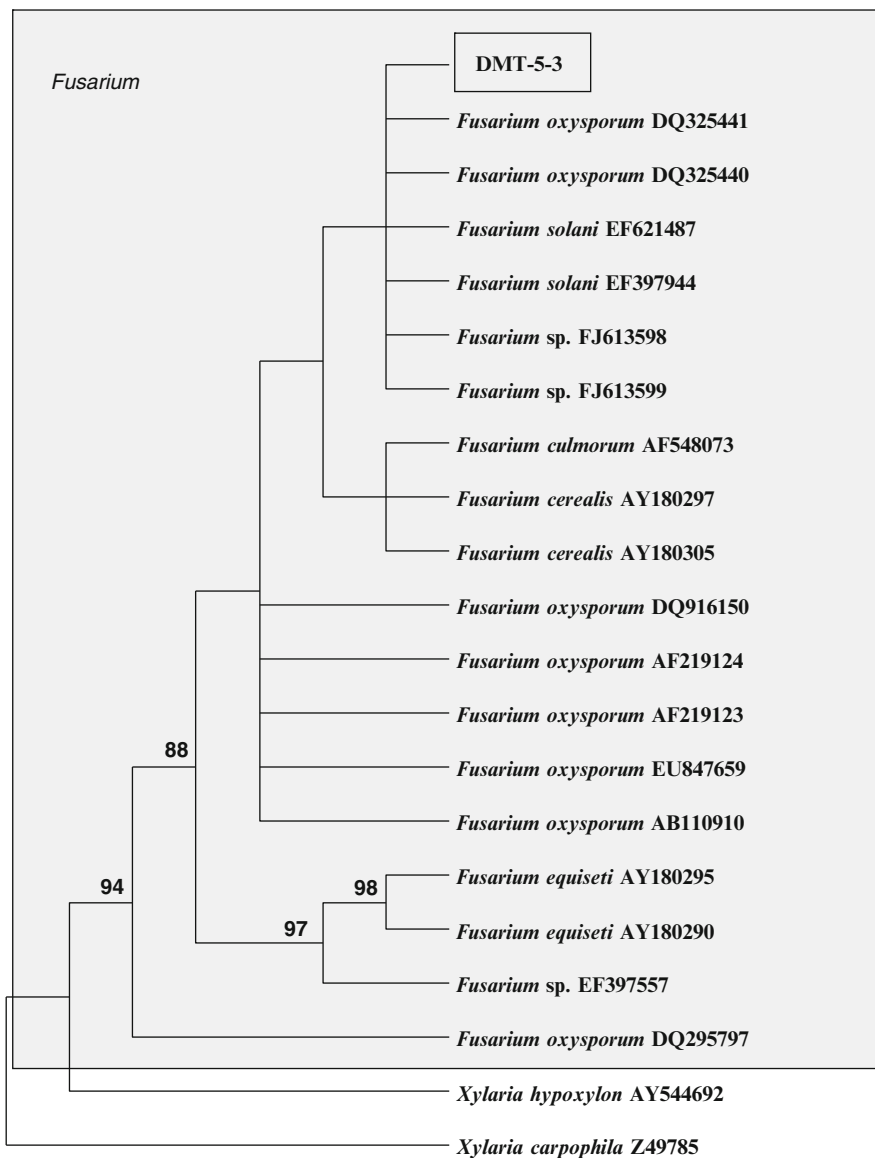 Fusarium
DMT-5-3
Fusarium oxysporum DQ325441
Fusarium oxysporum DQ325440
Fusarium solani EF621487
Fusarium solani EF397944
Fusarium sp. FJ613598
Fusarium sp. FJ613599
Fusarium culmorum AF548073
Fusarium cerealis AY180297
Fusarium cerealis AY180305
Fusarium oxysporum DQ916150
Fusarium oxysporum AF219124
Fusarium oxysporum AF219123
88
Fusarium oxysporum EU847659
Fusarium oxysporum AB110910
94
98
Fusarium equiseti AY180295
97
Fusarium equiseti AY180290
Fusarium sp. EF397557
Fusarium oxysporum DQ295797
Xylaria hypoxylon AY544692
Xylaria carpophila Z49785